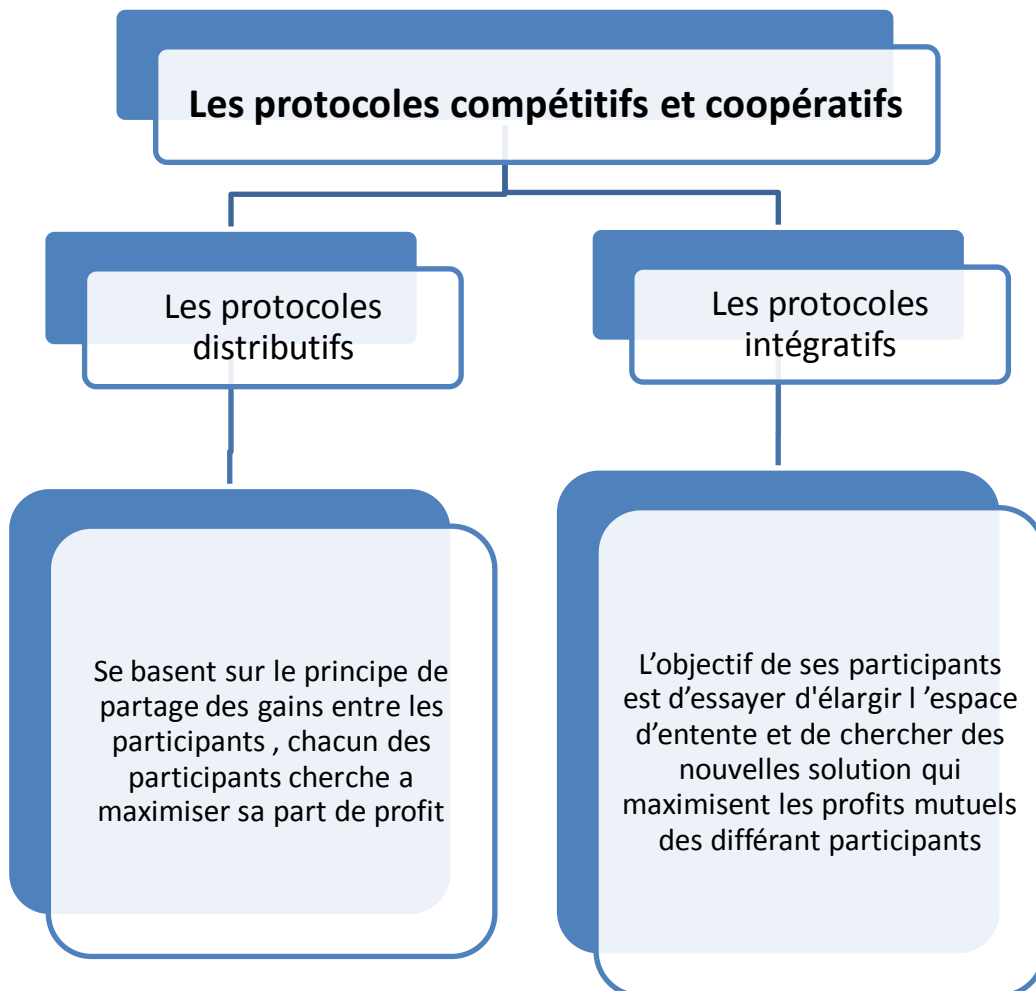 Les protocoles compétitifs et coopératifs
Les protocoles
distributifs
Les protocoles
intégratifs
Se basent sur le principe de
partage des gains entre les
participants , chacun des
participants cherche a
maximiser sa part de profit
L’objectif de ses participants
est d’essayer d'élargir l ’espace
d’entente et de chercher des
nouvelles solution qui
maximisent les profits mutuels
des différant participants